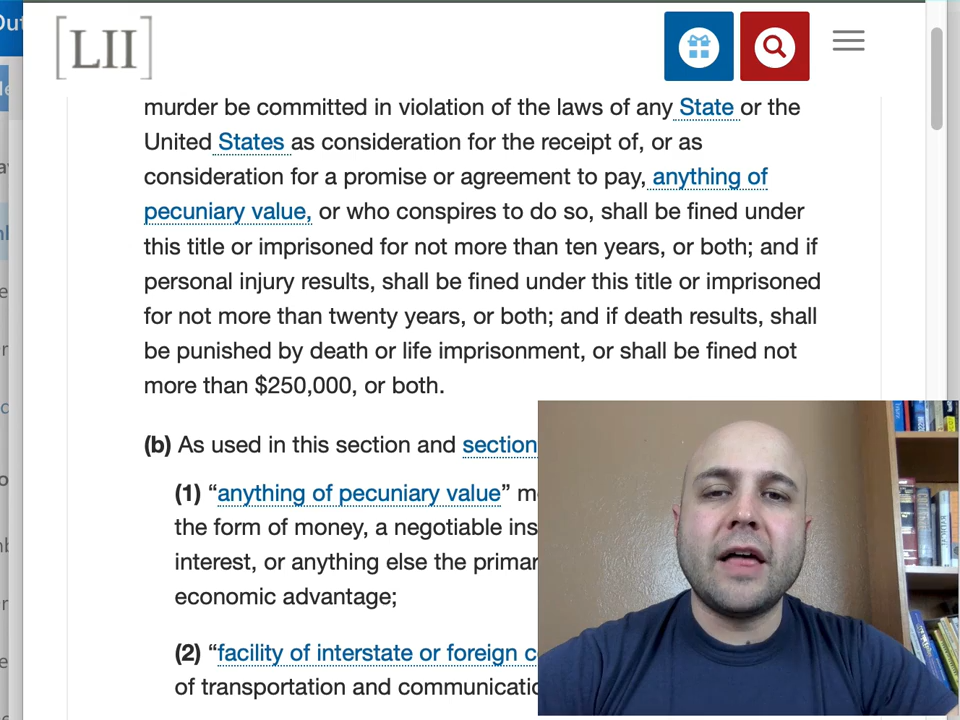 [LII]
murder be committed in violation of the laws of any State or the
United States as consideration for the receipt of, or as
consideration for a promise or agreement to pay, anything of
pecuniary value, or who conspires to do so, shall be fined under
this title or imprisoned for not more than ten years, or both; and if
personal injury results, shall be fined under this title or imprisoned
for not more than twenty years, or both; and if death results, shall
be punished by death or life imprisonment, or shall be fined not
more than $250,000, or both.
(b) As used in this section and section
(1) “anything of pecuniary value”
the form of money, a negotiable
interest, or anything else the
economic advantage;
(2) “facility of interstate or foreign
of transportation and